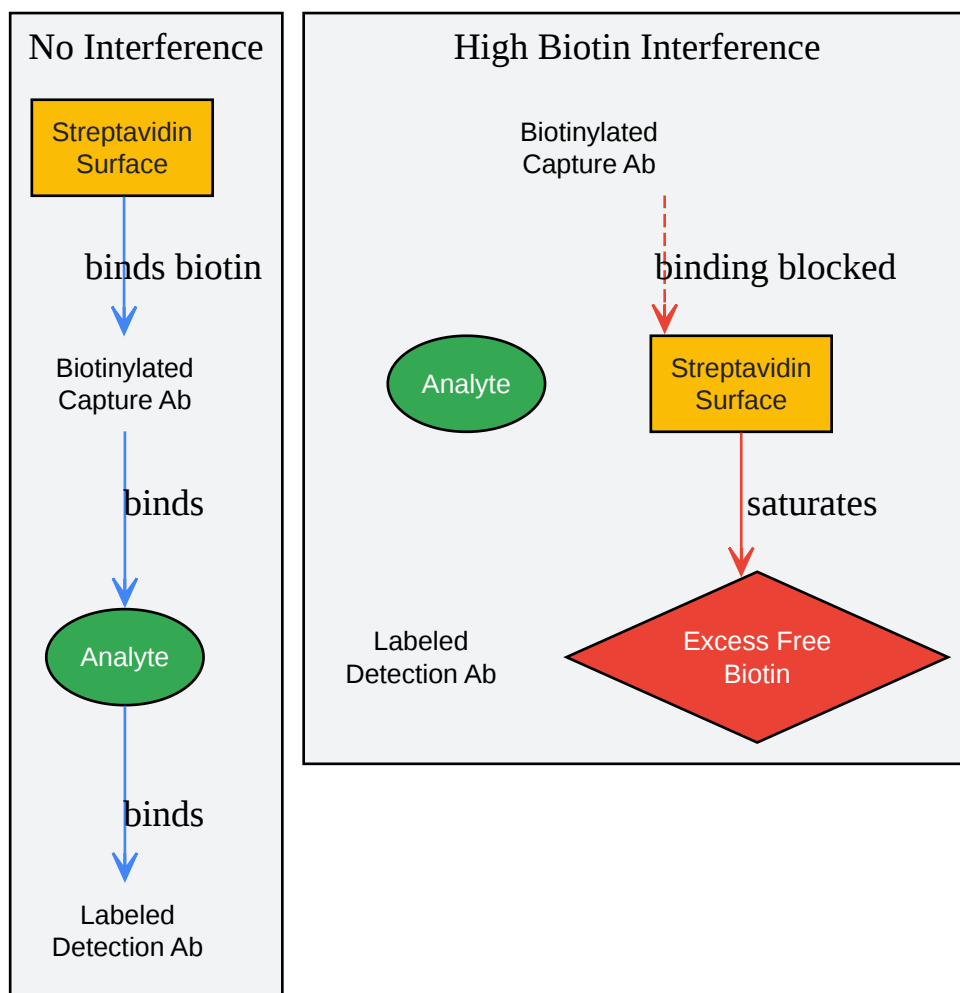 No Interference
Streptavidin
Surface
binds biotin
Biotinylated
Capture Ab
binds
Analyte
binds
Labeled
Detection Ab
High Biotin Interference
Biotinylated
Capture Ab
binding blocked
Analyte
Streptavidin
Surface
saturates
Labeled
Detection Ab
Excess Free
Biotin